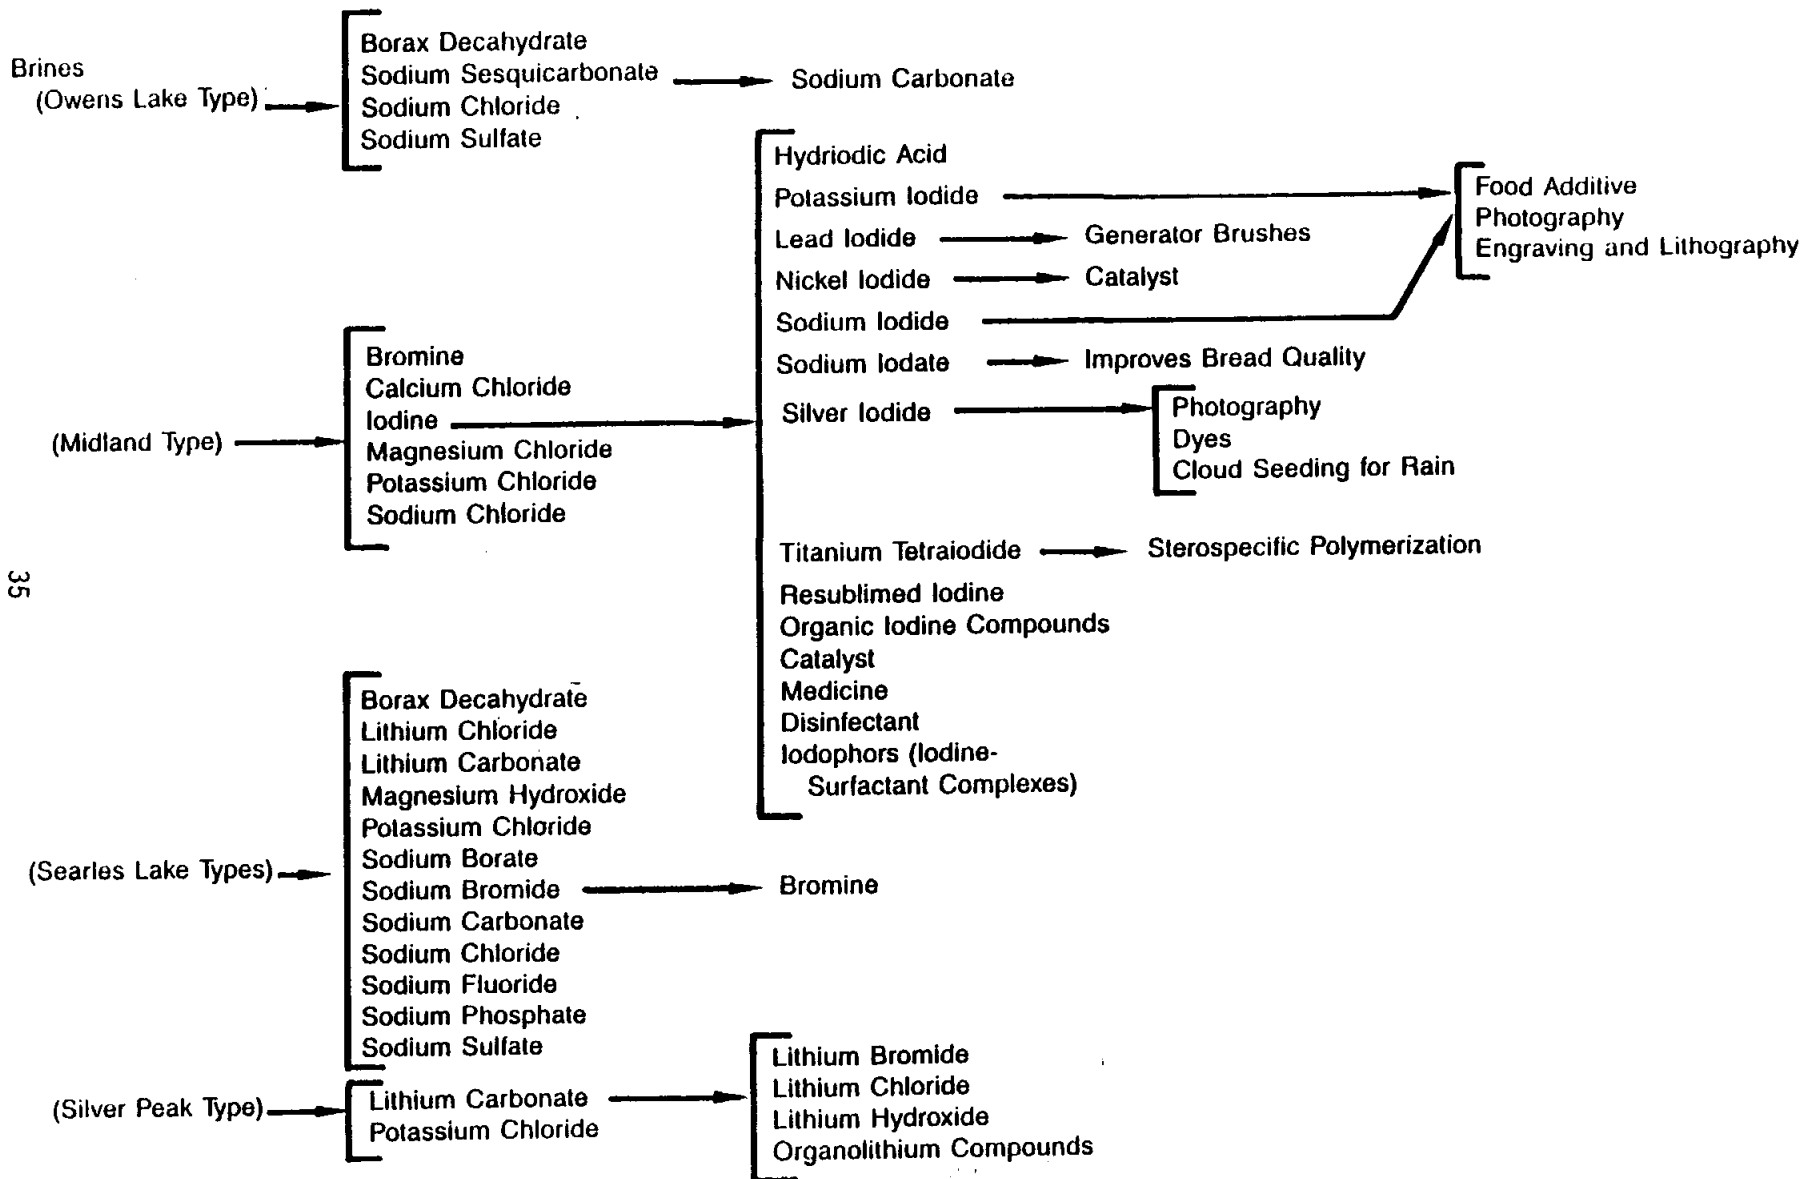 Brines
(Owens Lake Type)
Borax Decahydrate
Sodium Sesquicarbonate
Sodium Chloride
Sodium Sulfate
Sodium Carbonate
(Midland Type)
Bromine
Calcium Chloride
Iodine
Magnesium Chloride
Potassium Chloride
Sodium Chloride
Hydriodic Acid
Potassium Iodide
Lead Iodide
Generator Brushes
Nickel Iodide
Catalyst
Sodium Iodide
Sodium Iodate
Improves Bread Quality
Silver Iodide
Photography
Dyes
Cloud Seeding for Rain
Titanium Tetraiodide
Sterospecific Polymerization
Resublimed Iodine
Organic Iodine Compounds
Catalyst
Medicine
Disinfectant
Iodophors (Iodine-
Surfactant Complexes)
Food Additive
Photography
Engraving and Lithography
(Searles Lake Types)
Borax Decahydrate
Lithium Chloride
Lithium Carbonate
Magnesium Hydroxide
Potassium Chloride
Sodium Borate
Sodium Bromide
Sodium Carbonate
Sodium Chloride
Sodium Fluoride
Sodium Phosphate
Sodium Sulfate
Bromine
(Silver Peak Type)
Lithium Carbonate
Potassium Chloride
Lithium Bromide
Lithium Chloride
Lithium Hydroxide
Organolithium Compounds
35